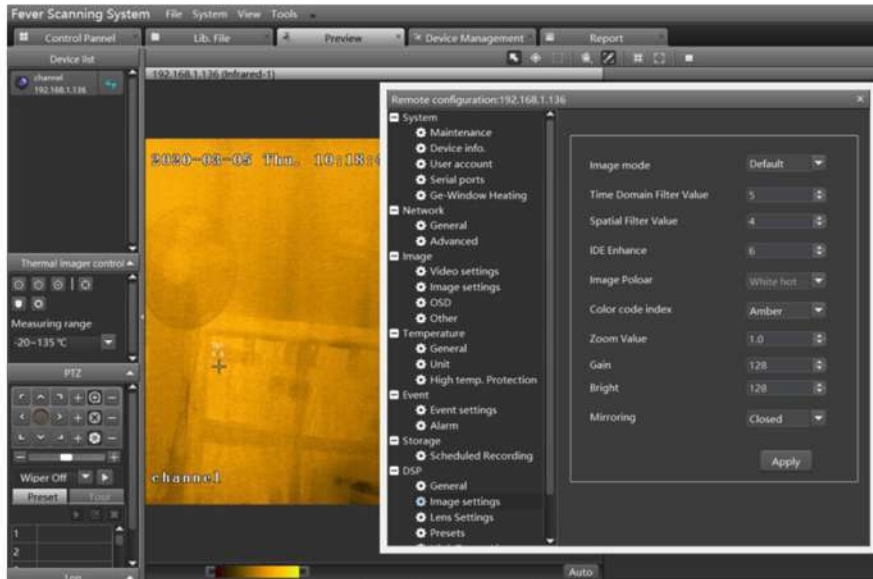 Fever Scanning System File System View Tools
Control Pannel Lib. File Preview Device Management Report
Device list
channel
192.168.1.136
192.168.1.136 (Infrared-1)
2020-03-05 Thu. 10:18:
channel
Thermal imager control
Measuring range
-20~135 ℃
PTZ
Wiper Off
Preset Tour
1
2
Auto
Remote configuration:192.168.1.136
System
Maintenance
Device info.
User account
Serial ports
Ge-Window Heating
Network
General
Advanced
Image
Video settings
Image settings
OSD
Other
Temperature
General
Unit
High temp. Protection
Event
Event settings
Alarm
Storage
Scheduled Recording
DSP
General
Image settings
Lens Settings
Presets
Image mode Default
Time Domain Filter Value 5
Spatial Filter Value 4
IDE Enhance 6
Image Poloar White hot
Color code index Amber
Zoom Value 1.0
Gain 128
Bright 128
Mirroring Closed
Apply